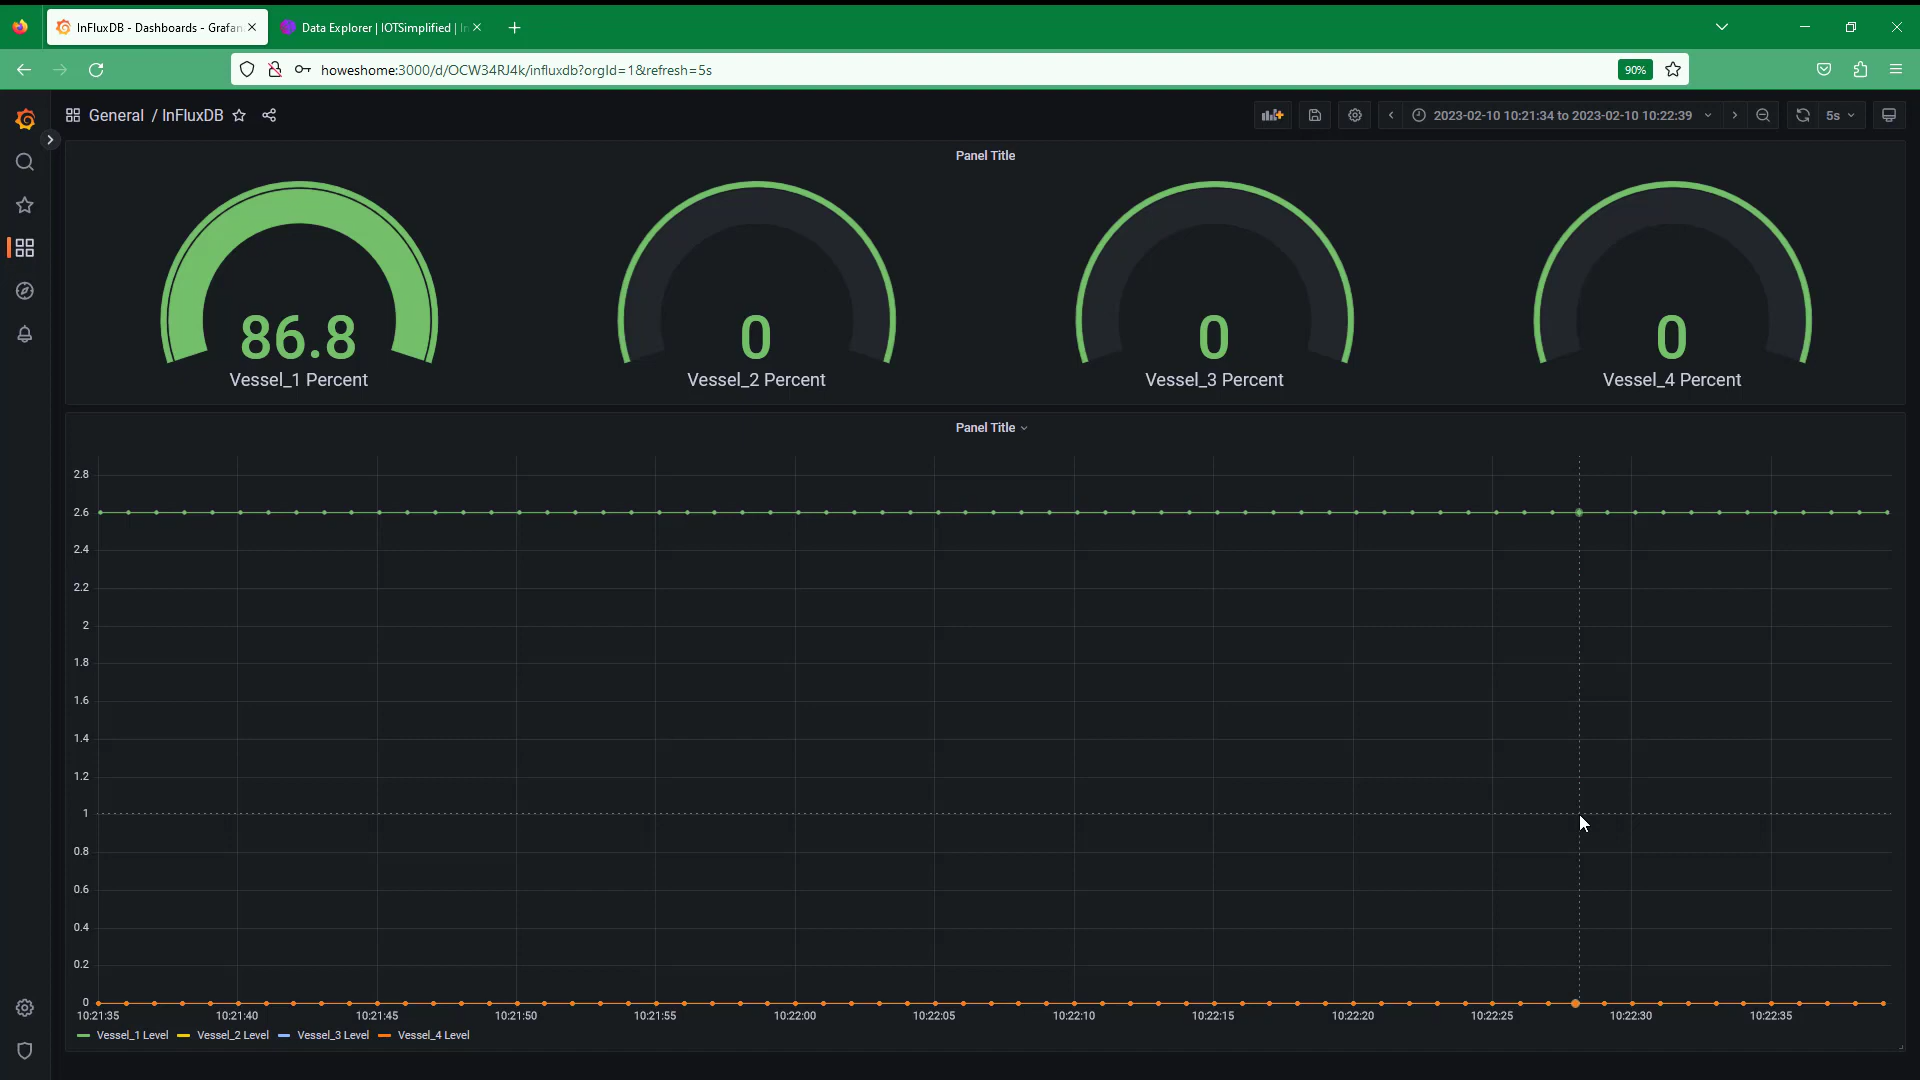 InFluxDB - Dashboards - Grafan
Data Explorer | IOTSimplified |
howeshome:3000/d/OCW34RJ4k/influxdb?orgId=1&refresh=5s
90%
General / InFluxDB
2023-02-10 10:21:34 to 2023-02-10 10:22:39
5s
Panel Title
86.8
0
0
0
Vessel_1 Percent
Vessel_2 Percent
Vessel_3 Percent
Vessel_4 Percent
Panel Title
2.8
2.6
2.4
2.2
2
1.8
1.6
1.4
1.2
1
0.8
0.6
0.4
0.2
0
10:21:35 10:21:40 10:21:45 10:21:50 10:21:55 10:22:00 10:22:05 10:22:10 10:22:15 10:22:20 10:22:25 10:22:30 10:22:35
Vessel_1 Level Vessel_2 Level Vessel_3 Level Vessel_4 Level